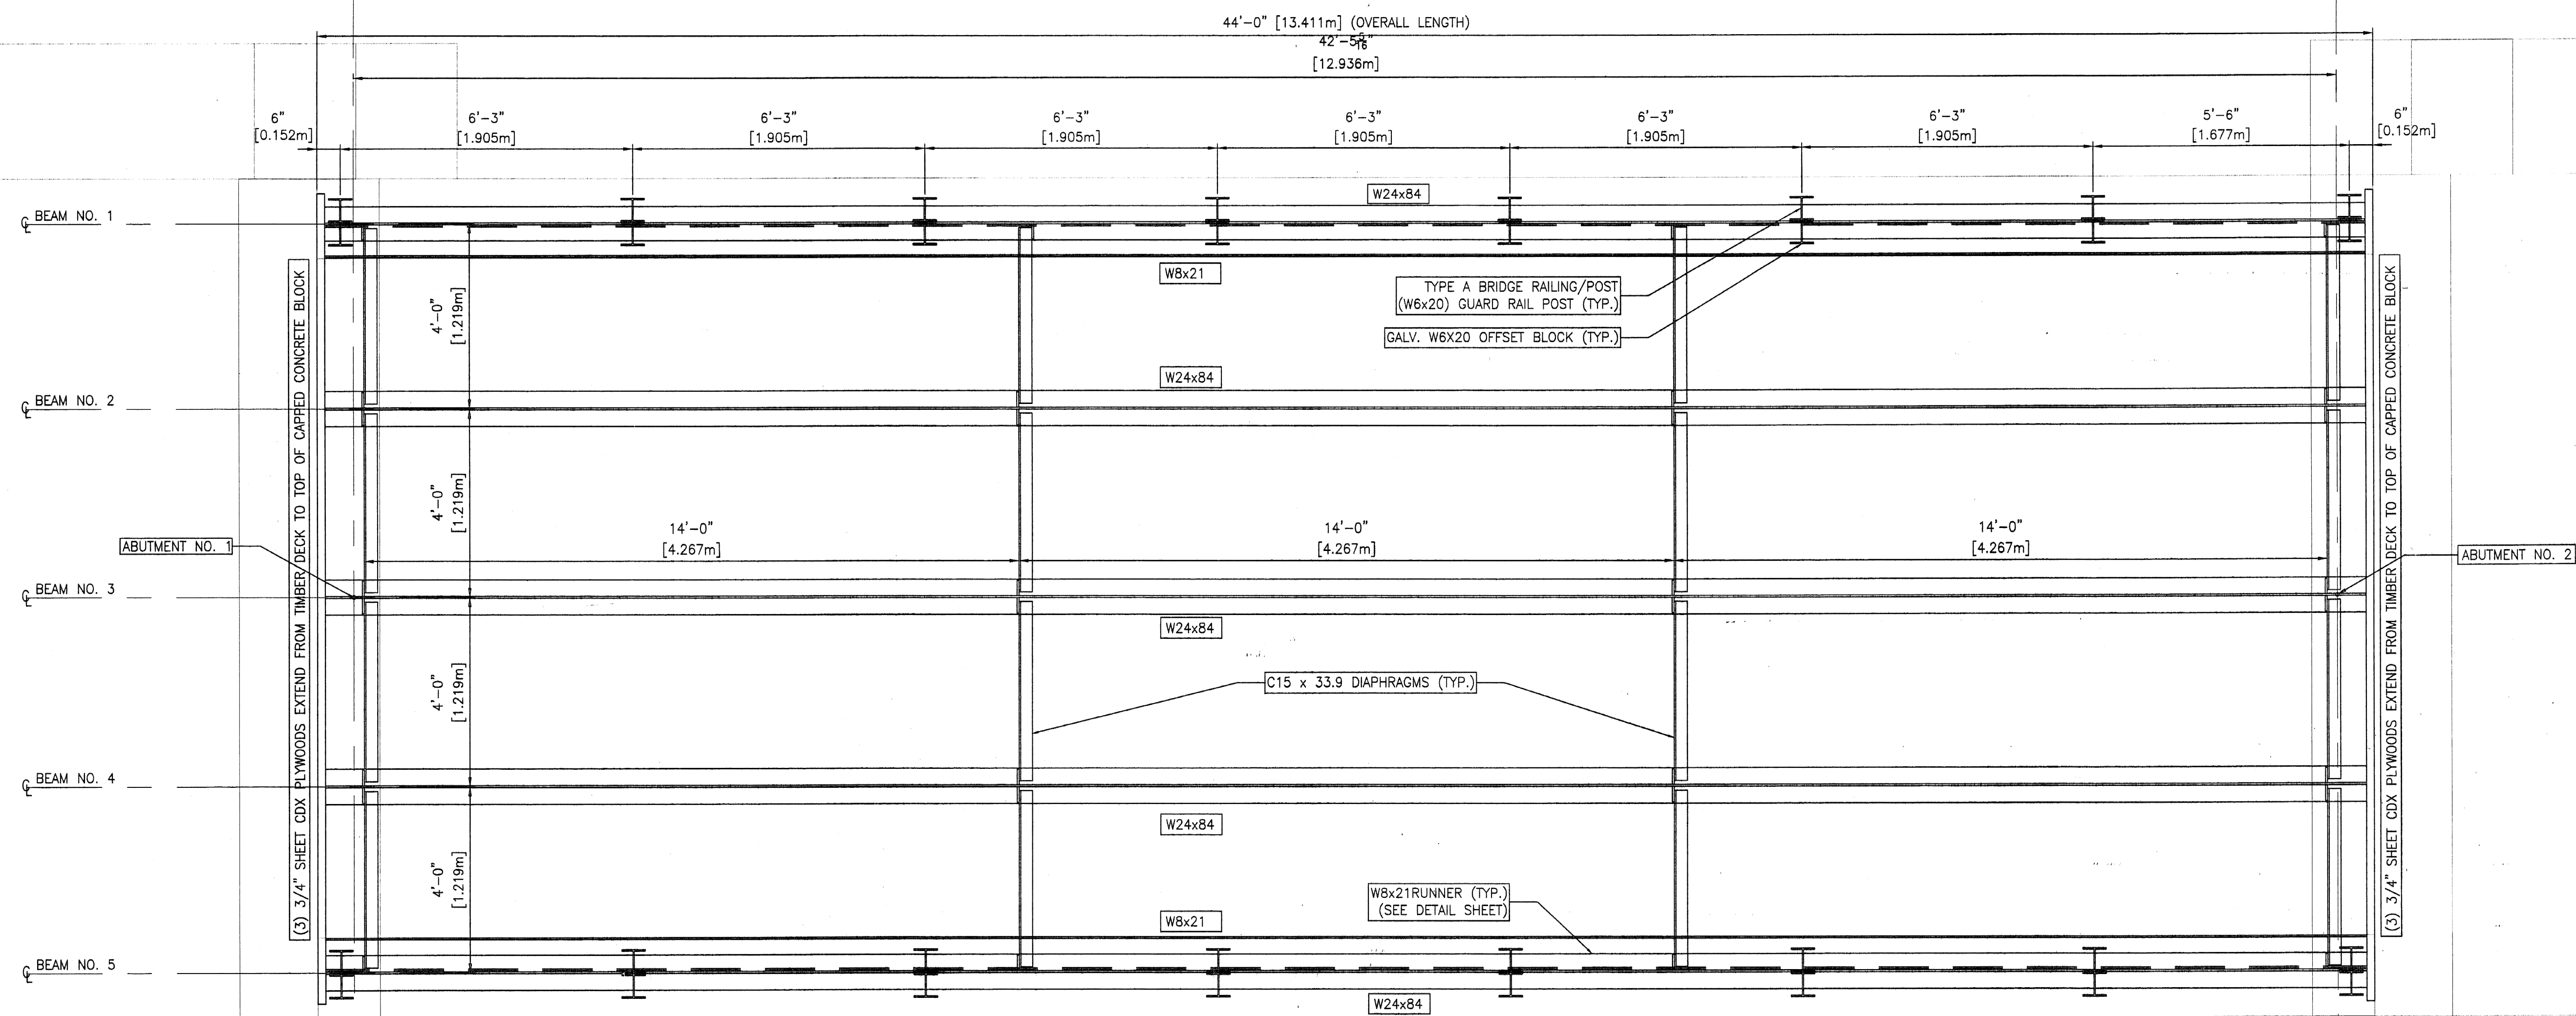 44'-0" [13.411m] (OVERALL LENGTH)
42'-5 5/16"
[12.936m]
6"
[0.152m]
6'-3"
[1.905m]
6'-3"
[1.905m]
6'-3"
[1.905m]
6'-3"
[1.905m]
6'-3"
[1.905m]
6'-3"
[1.905m]
5'-6"
[1.677m]
6"
[0.152m]
W24x84
℄ BEAM NO. 1
W8x21
TYPE A BRIDGE RAILING/POST
(W6x20) GUARD RAIL POST (TYP.)
GALV. W6X20 OFFSET BLOCK (TYP.)
4'-0"
[1.219m]
W24x84
℄ BEAM NO. 2
(3) 3/4" SHEET CDX PLYWOODS EXTEND FROM TIMBER DECK TO TOP OF CAPPED CONCRETE BLOCK
(3) 3/4" SHEET CDX PLYWOODS EXTEND FROM TIMBER DECK TO TOP OF CAPPED CONCRETE BLOCK
4'-0"
[1.219m]
14'-0"
[4.267m]
14'-0"
[4.267m]
14'-0"
[4.267m]
ABUTMENT NO. 1
ABUTMENT NO. 2
℄ BEAM NO. 3
W24x84
4'-0"
[1.219m]
C15 x 33.9 DIAPHRAGMS (TYP.)
℄ BEAM NO. 4
W24x84
4'-0"
[1.219m]
W8x21RUNNER (TYP.)
(SEE DETAIL SHEET)
W8x21
℄ BEAM NO. 5
W24x84